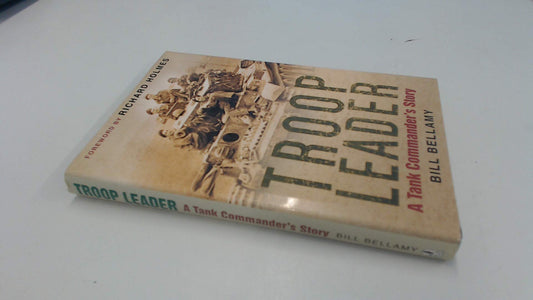 FOREWORD BY RICHARD HOLMES
TROOP
LEADER
A Tank Commander's Story
BILL BELLAMY
TROOP LEADER A Tank Commander's Story BILL BELLAMY